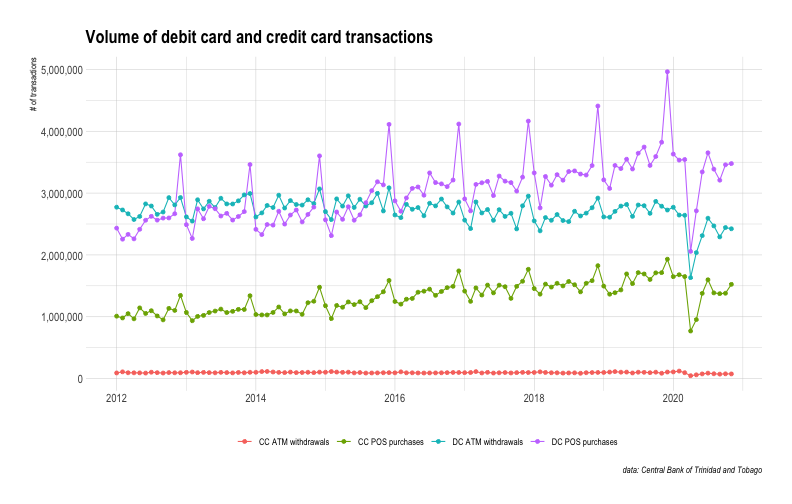 Volume of debit card and credit card transactions
# of transactions
5,000,000
4,000,000
3,000,000
2,000,000
1,000,000
0
2012 2014 2016 2018 2020
CC ATM withdrawals CC POS purchases DC ATM withdrawals DC POS purchases
data: Central Bank of Trinidad and Tobago